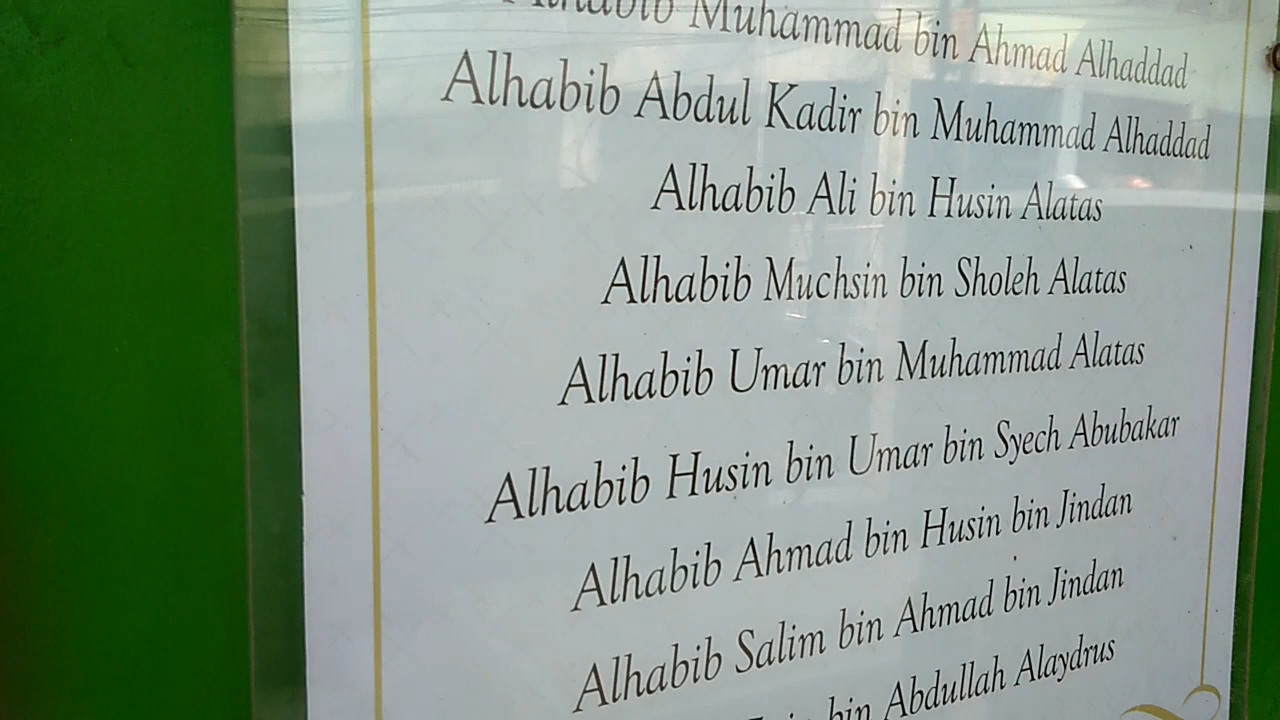 Alhabib Muhammad bin Ahmad Alhaddad
Alhabib Abdul Kadir bin Muhammad Alhaddad
Alhabib Ali bin Husin Alatas
Alhabib Muchsin bin Sholeh Alatas
Alhabib Umar bin Muhammad Alatas
Alhabib Husin bin Umar bin Syech Abubakar
Alhabib Ahmad bin Husin bin Jindan
Alhabib Salim bin Ahmad bin Jindan
bin Abdullah Alaydrus